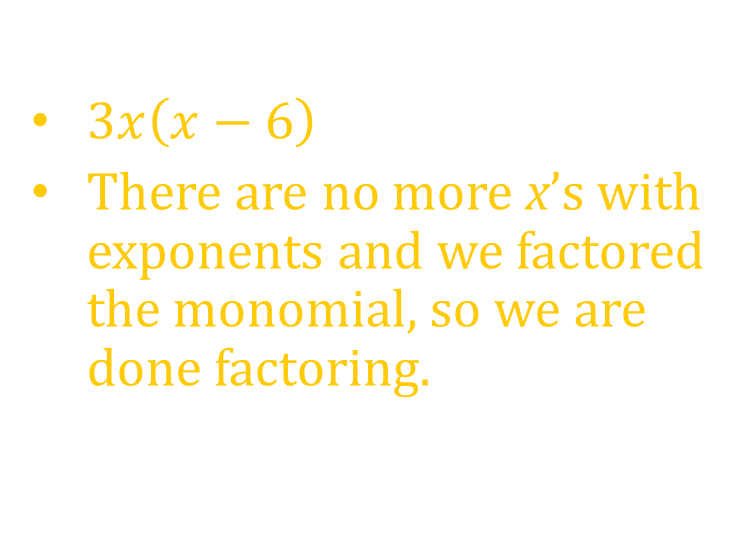 • 3x(x − 6)
• There are no more x’s with
exponents and we factored
the monomial, so we are
done factoring.